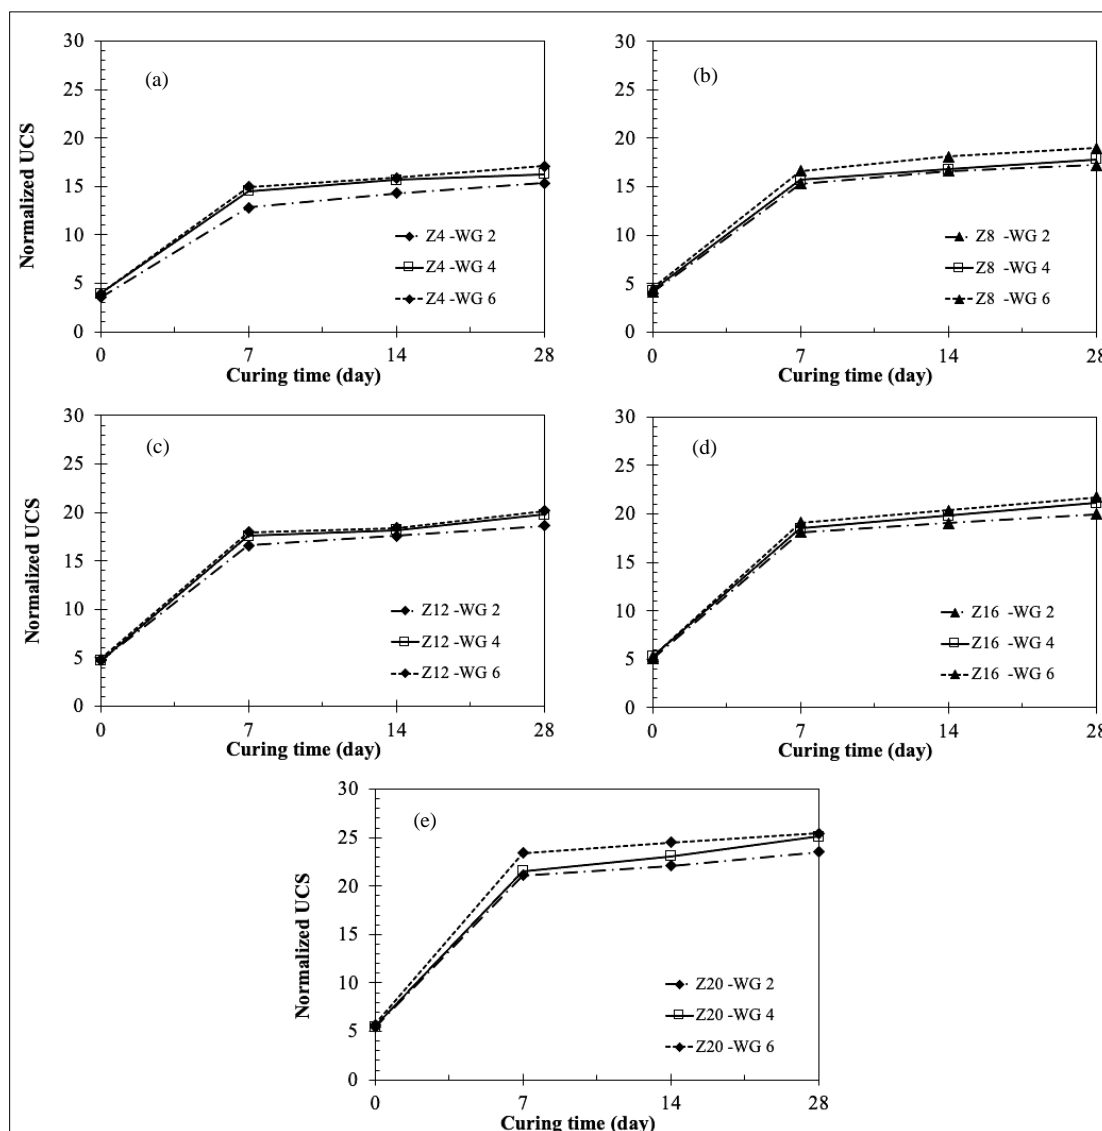 30
25
20
15
10
5
0
Normalized UCS
(a)
Z4 -WG 2
Z4 -WG 4
Z4 -WG 6
0 7 14 28
Curing time (day)
30
25
20
15
10
5
0
Normalized UCS
(b)
Z8 -WG 2
Z8 -WG 4
Z8 -WG 6
0 7 14 28
Curing time (day)
30
25
20
15
10
5
0
Normalized UCS
(c)
Z12 -WG 2
Z12 -WG 4
Z12 -WG 6
0 7 14 28
Curing time (day)
30
25
20
15
10
5
0
Normalized UCS
(d)
Z16 -WG 2
Z16 -WG 4
Z16 -WG 6
0 7 14 28
Curing time (day)
30
25
20
15
10
5
0
Normalized UCS
(e)
Z20 -WG 2
Z20 -WG 4
Z20 -WG 6
0 7 14 28
Curing time (day)